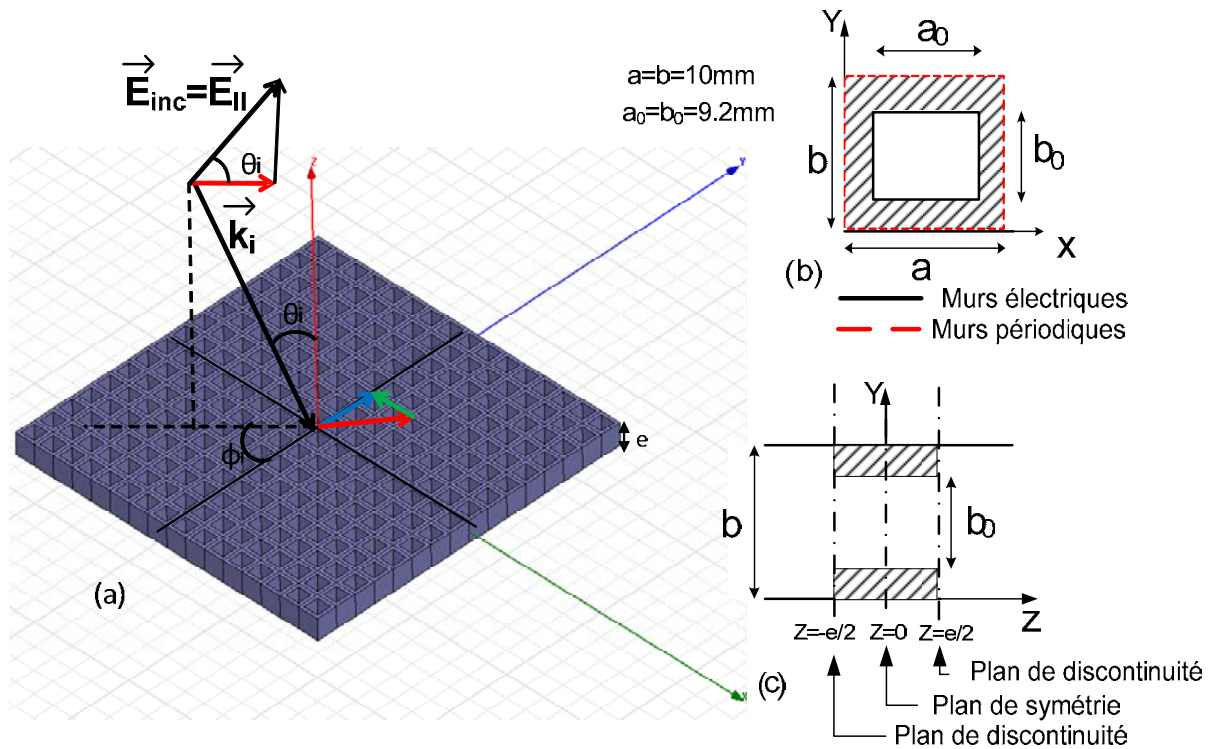 E⃗inc=E⃗II
θi
k⃗i
θi
ϕi
Z
Y
X
e
(a)
a=b=10mm
a₀=b₀=9.2mm
Y
a₀
b
b₀
a
X
(b)
Murs électriques
Murs périodiques
Y
b
b₀
Z
Z=-e/2
Z=0
Z=e/2
(c)
Plan de discontinuité
Plan de symétrie
Plan de discontinuité